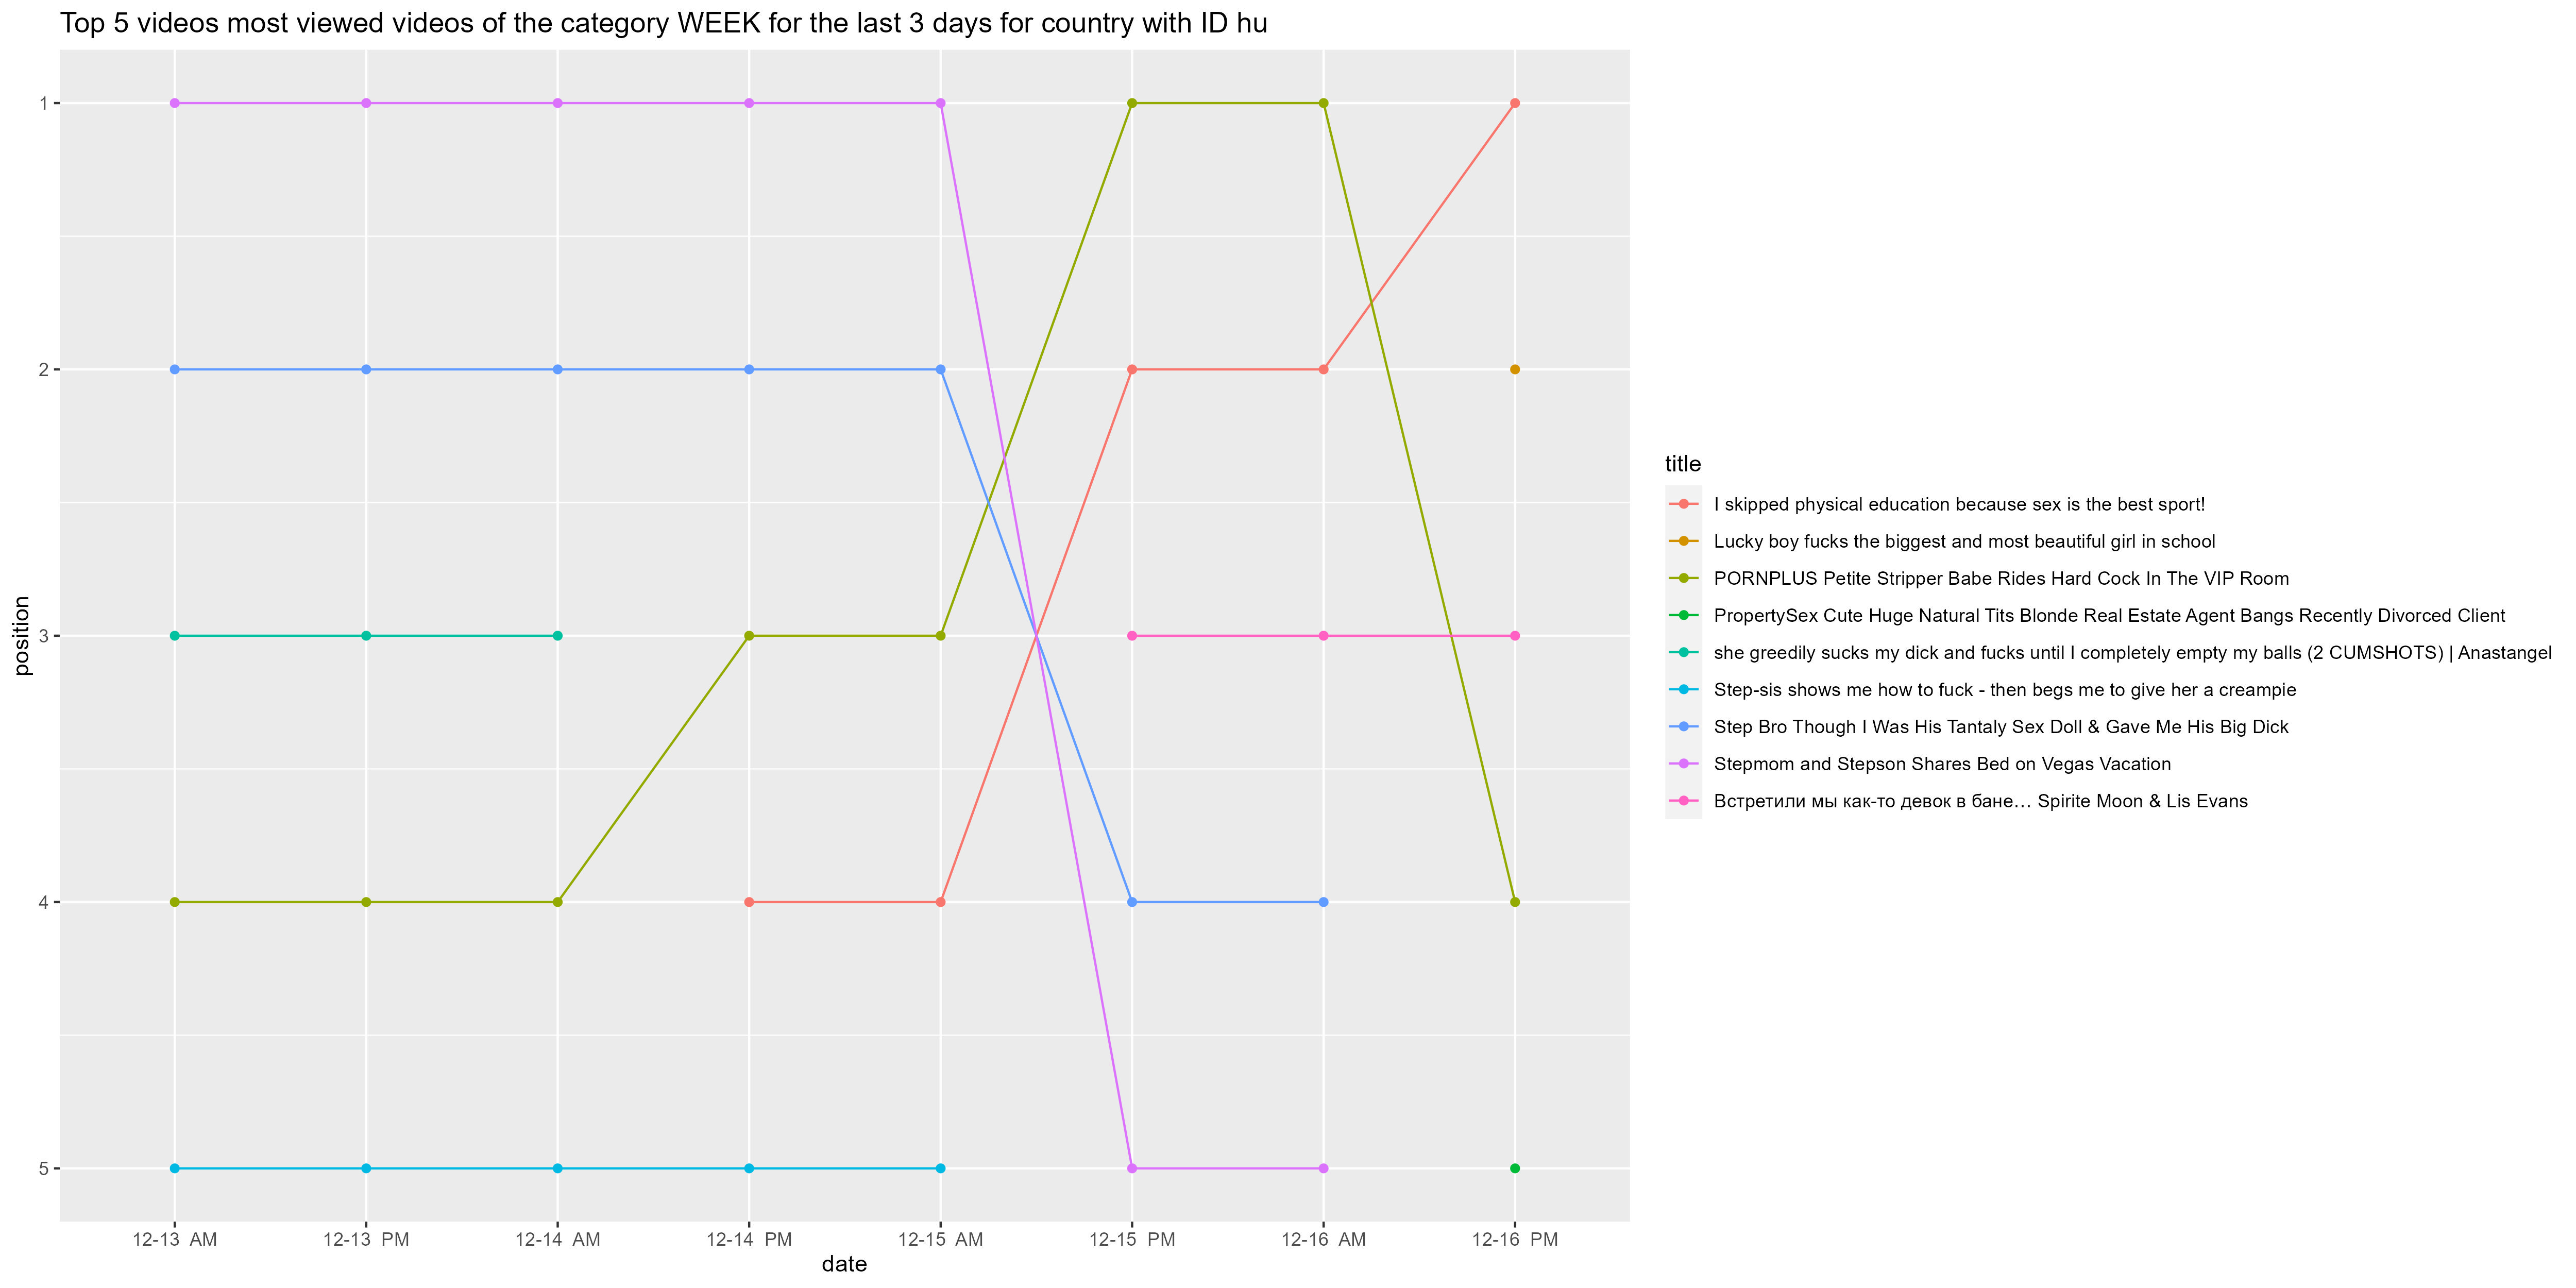 Top 5 videos most viewed videos of the category WEEK for the last 3 days for country with ID hu
position
1
2
3
4
5
12-13 AM
12-13 PM
12-14 AM
12-14 PM
12-15 AM
12-15 PM
12-16 AM
12-16 PM
date
title
I skipped physical education because sex is the best sport!
Lucky boy fucks the biggest and most beautiful girl in school
PORNPLUS Petite Stripper Babe Rides Hard Cock In The VIP Room
PropertySex Cute Huge Natural Tits Blonde Real Estate Agent Bangs Recently Divorced Client
she greedily sucks my dick and fucks until I completely empty my balls (2 CUMSHOTS) | Anastangel
Step-sis shows me how to fuck - then begs me to give her a creampie
Step Bro Though I Was His Tantaly Sex Doll & Gave Me His Big Dick
Stepmom and Stepson Shares Bed on Vegas Vacation
Встретили мы как-то девок в бане… Spirite Moon & Lis Evans